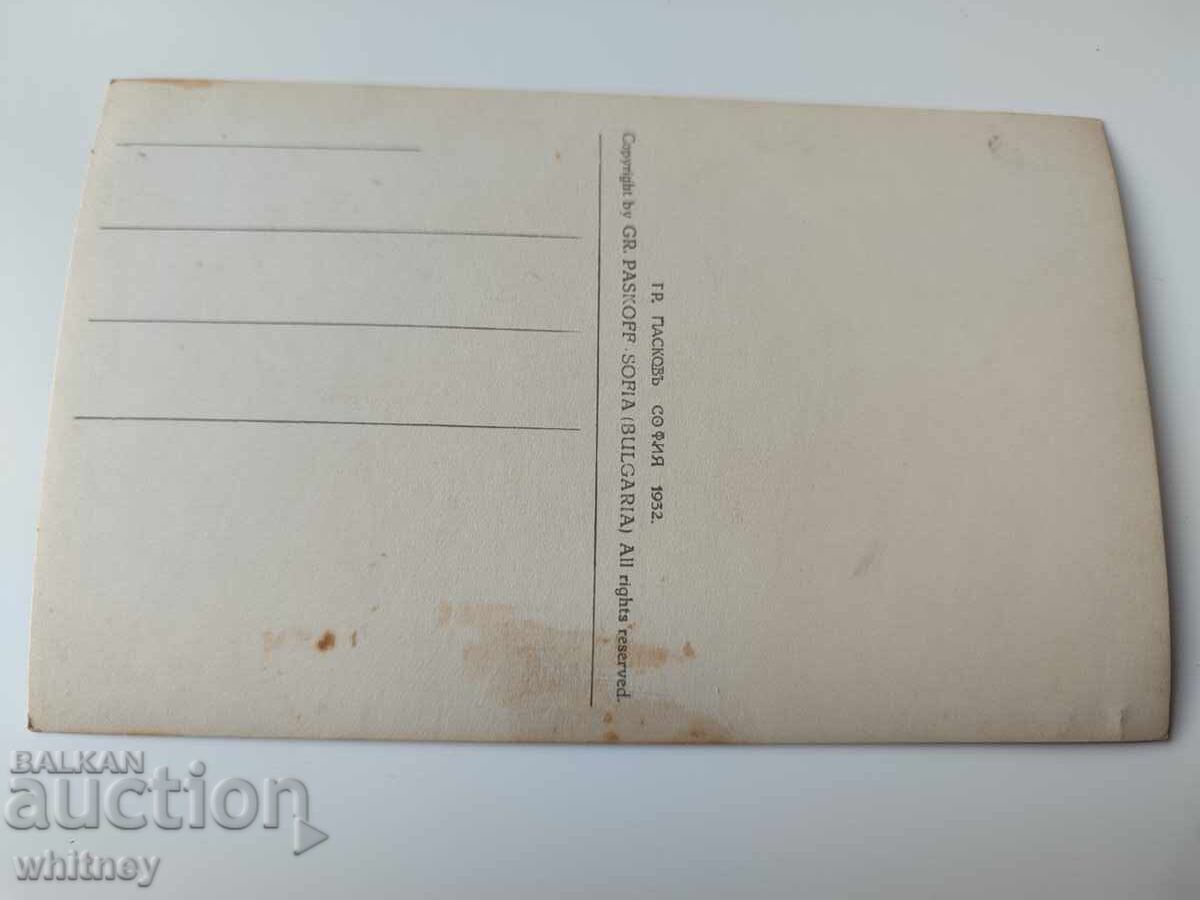 Copyright by GR. PASKOFF·SOFIA (BULGARIA) All rights reserved.
ГР. ПАСКОВЪ СОФИЯ 1932.
BALKAN
auction
whitney